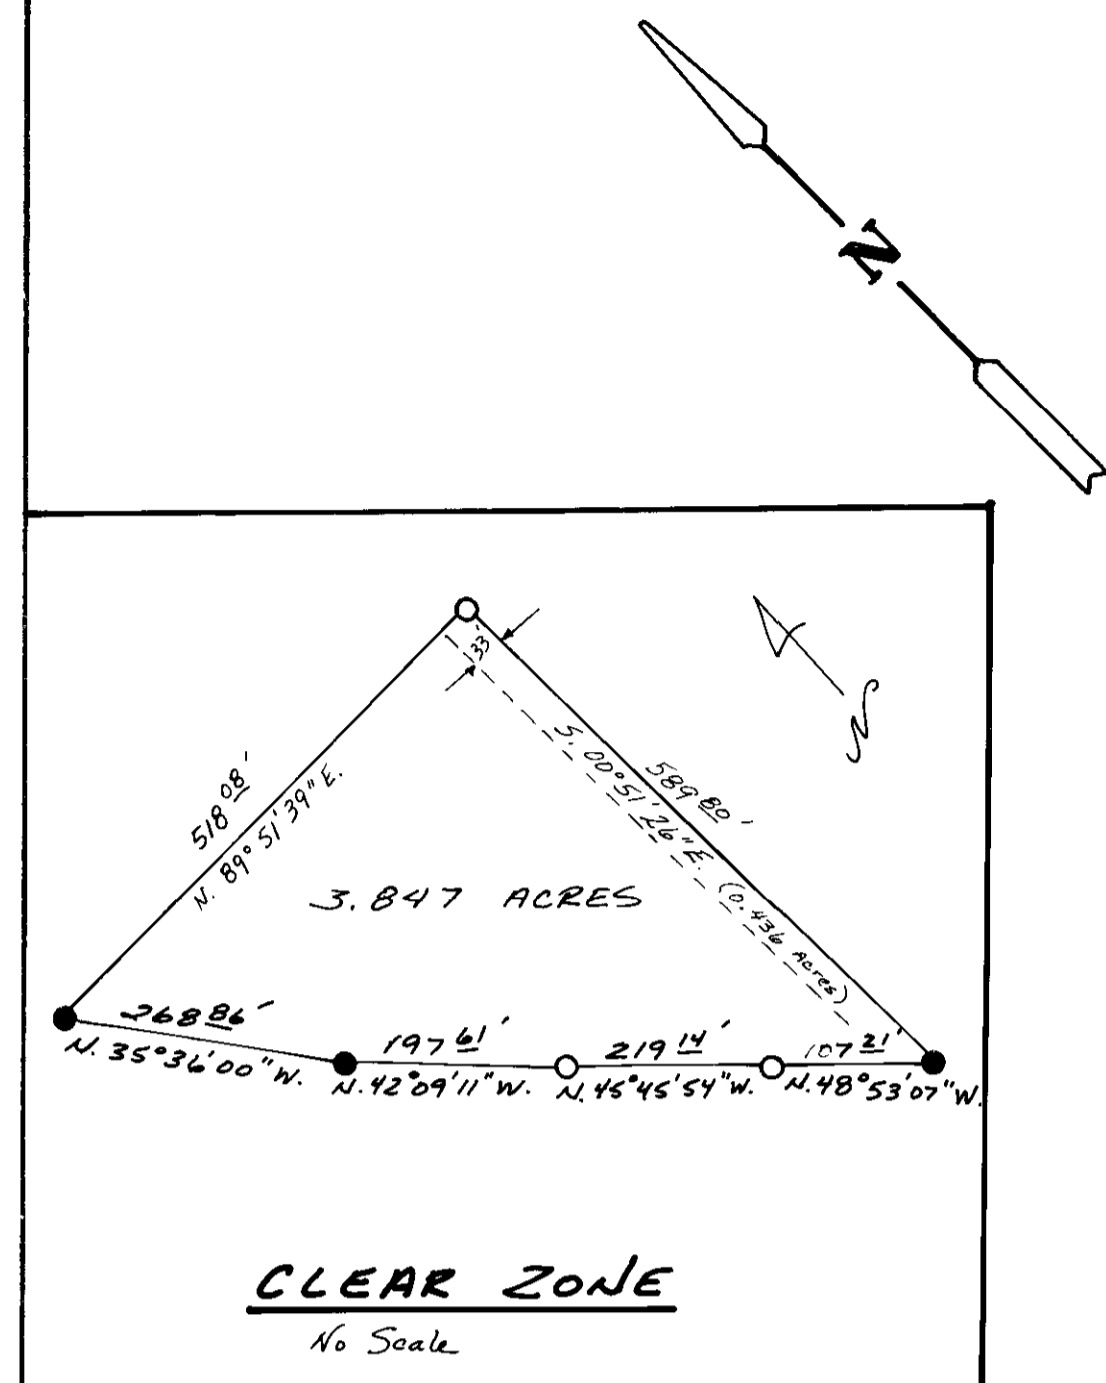 N
N
33'
518 08'
N. 89° 51' 39" E.
S. 00° 51' 26" E. (0.436 Acres)
589 80'
3.847 ACRES
268 86'
N. 35° 36' 00" W.
197 61'
N. 42° 09' 11" W.
219 14'
N. 45° 45' 54" W.
107 21'
N. 48° 53' 07" W.
CLEAR ZONE
No Scale